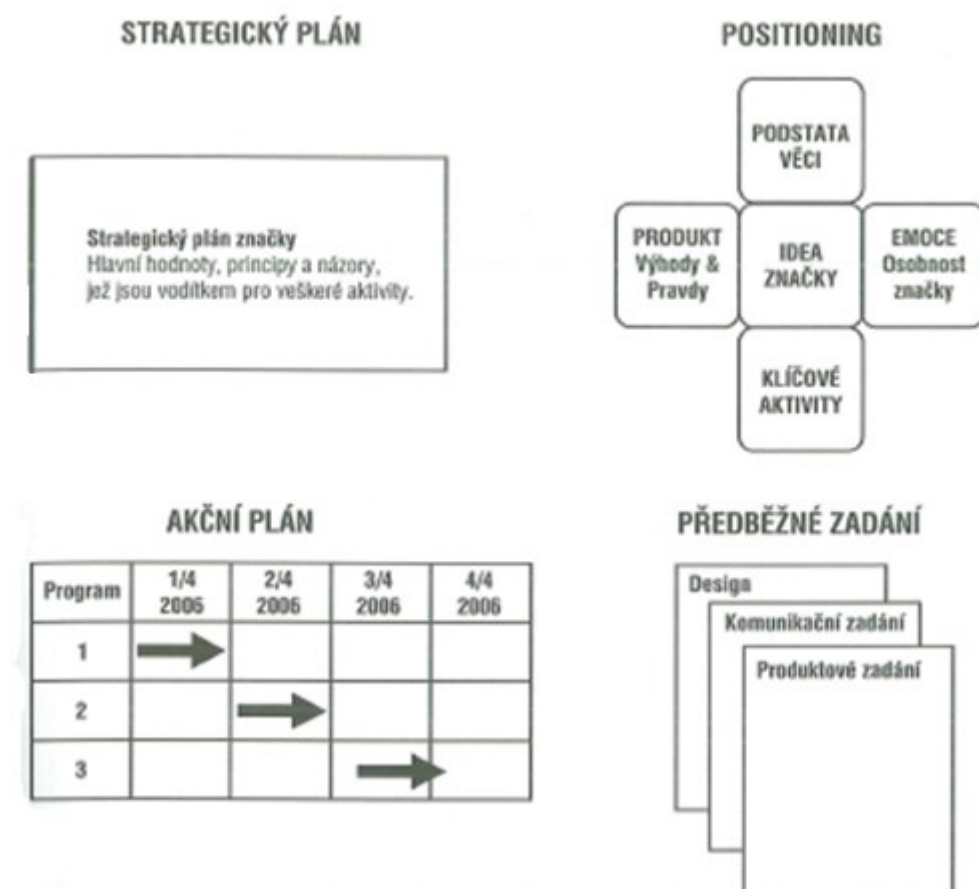 STRATEGICKÝ PLÁN
Strategický plán značky
Hlavní hodnoty, principy a názory,
jež jsou vodítkem pro veškeré aktivity.
POSITIONING
PODSTATA
VĚCI
PRODUKT
Výhody &
Pravdy
IDEA
ZNAČKY
EMOCE
Osobnost
značky
KLÍČOVÉ
AKTIVITY
AKČNÍ PLÁN
Program
1/4
2006
2/4
2006
3/4
2006
4/4
2006
1
2
3
PŘEDBĚŽNÉ ZADÁNÍ
Design
Komunikační zadání
Produktové zadání